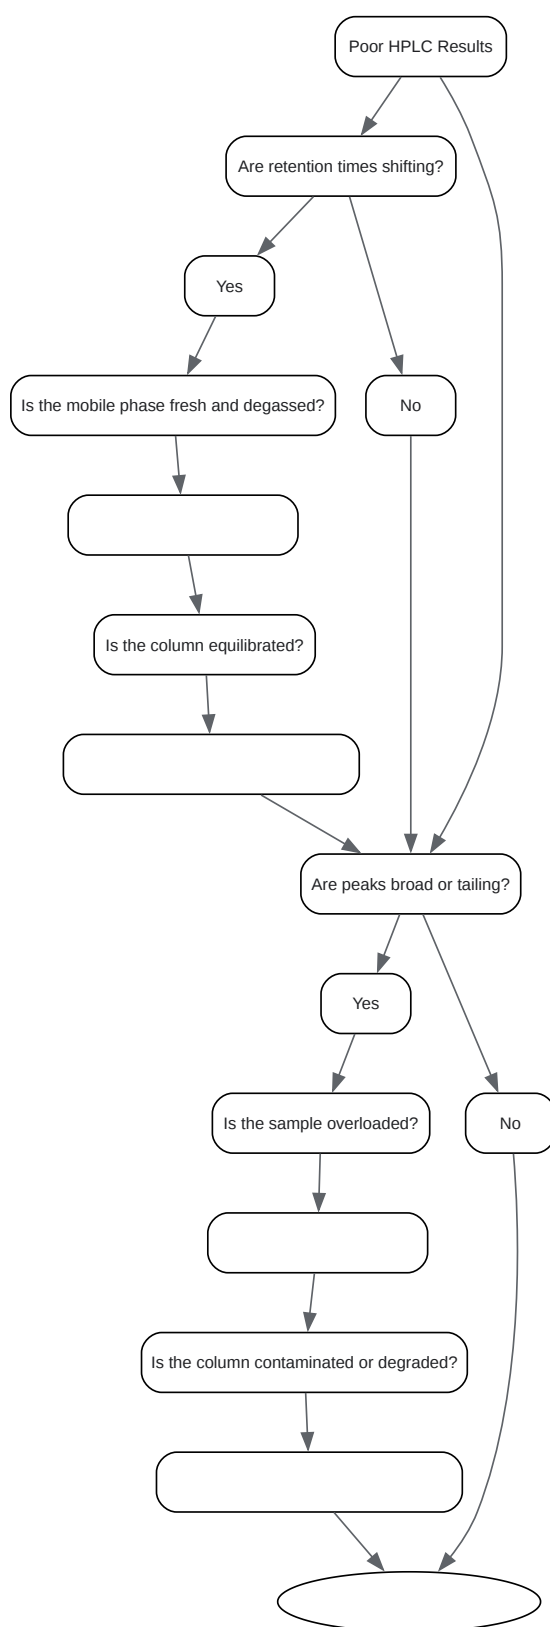 Poor HPLC Results
Are retention times shifting?
Yes
Is the mobile phase fresh and degassed?
No
Is the column equilibrated?
Are peaks broad or tailing?
Yes
Is the sample overloaded?
No
Is the column contaminated or degraded?